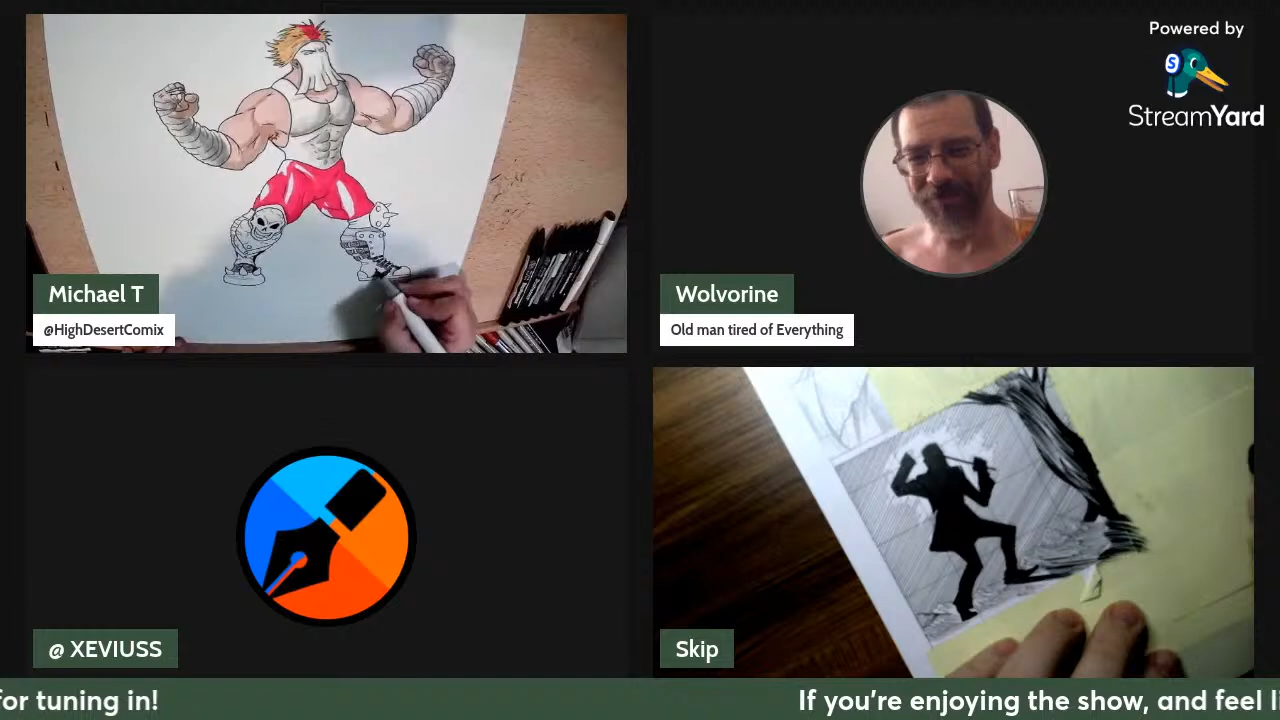 Powered by
StreamYard
Michael T
@HighDesertComix
Wolvorine
Old man tired of Everything
@ XEVIUSS
Skip
for tuning in!
If you're enjoying the show, and feel li